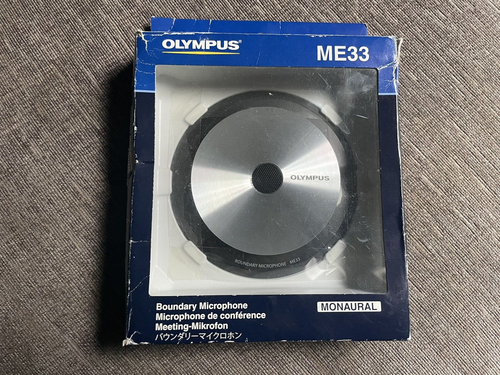 OLYMPUS
ME33
OLYMPUS
BOUNDARY MICROPHONE ME33
Boundary Microphone
Microphone de conférence
Meeting-Mikrofon
バウンダリーマイクロホン
MONAURAL